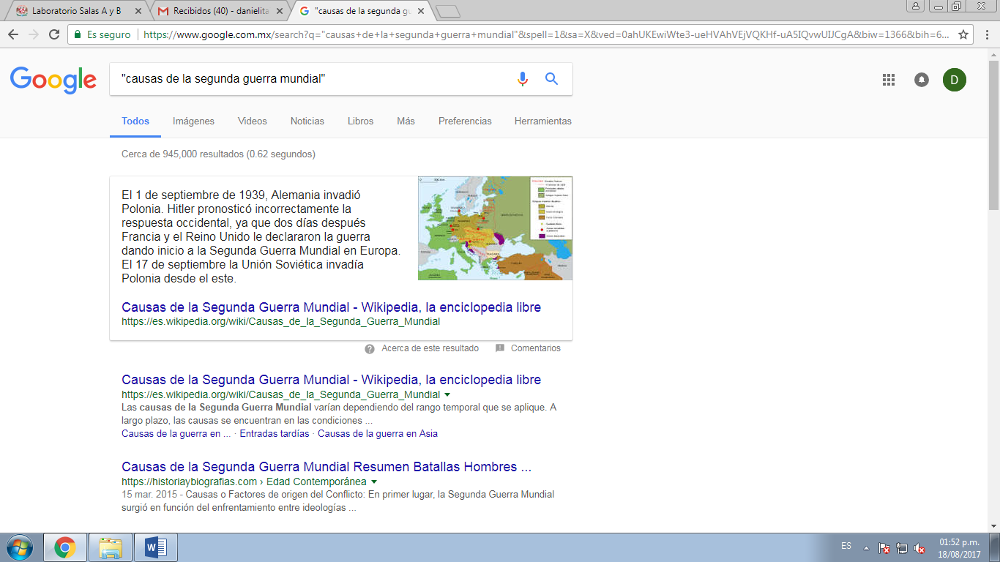 Laboratorio Salas A y B
Recibidos (40) - danielita
"causas de la segunda gu
Es seguro
https://www.google.com.mx/search?q="causas+de+la+segunda+guerra+mundial"&spell=1&sa=X&ved=0ahUKEwiWte3-ueHVAhVEjVQKHf-uA5IQvwUIJCgA&biw=1366&bih=6...
Google
"causas de la segunda guerra mundial"
D
Todos Imágenes Videos Noticias Libros Más Preferencias Herramientas
Cerca de 945,000 resultados (0.62 segundos)
El 1 de septiembre de 1939, Alemania invadió
Polonia. Hitler pronosticó incorrectamente la
respuesta occidental, ya que dos días después
Francia y el Reino Unido le declararon la guerra
dando inicio a la Segunda Guerra Mundial en Europa.
El 17 de septiembre la Unión Soviética invadía
Polonia desde el este.
Causas de la Segunda Guerra Mundial - Wikipedia, la enciclopedia libre
https://es.wikipedia.org/wiki/Causas_de_la_Segunda_Guerra_Mundial
Acerca de este resultado Comentarios
Causas de la Segunda Guerra Mundial - Wikipedia, la enciclopedia libre
https://es.wikipedia.org/wiki/Causas_de_la_Segunda_Guerra_Mundial
Las causas de la Segunda Guerra Mundial varían dependiendo del rango temporal que se aplique. A
largo plazo, las causas se encuentran en las condiciones ...
Causas de la guerra en ... · Entradas tardías · Causas de la guerra en Asia
Causas de la Segunda Guerra Mundial Resumen Batallas Hombres ...
https://historiaybiografias.com › Edad Contemporánea
15 mar. 2015 - Causas o Factores de origen del Conflicto: En primer lugar, la Segunda Guerra Mundial
surgió en función del enfrentamiento entre ideologías ...
ES
01:52 p.m.
18/08/2017